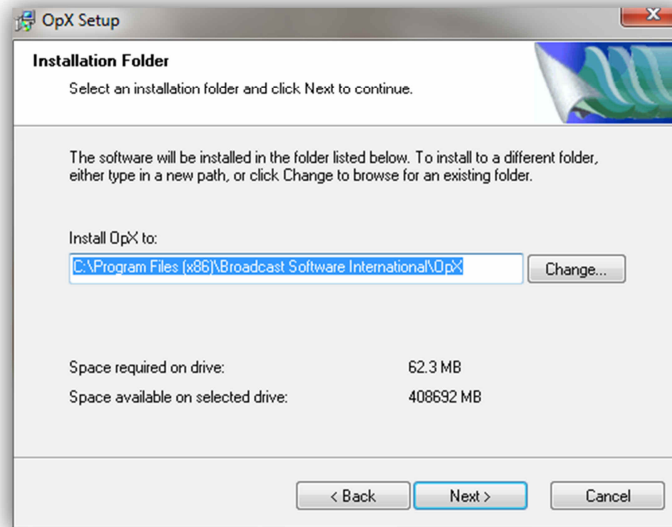 OpX Setup
Installation Folder
Select an installation folder and click Next to continue.
The software will be installed in the folder listed below. To install to a different folder,
either type in a new path, or click Change to browse for an existing folder.
Install OpX to:
C:\Program Files (x86)\Broadcast Software International\OpX
Change...
Space required on drive: 62.3 MB
Space available on selected drive: 408692 MB
< Back Next > Cancel